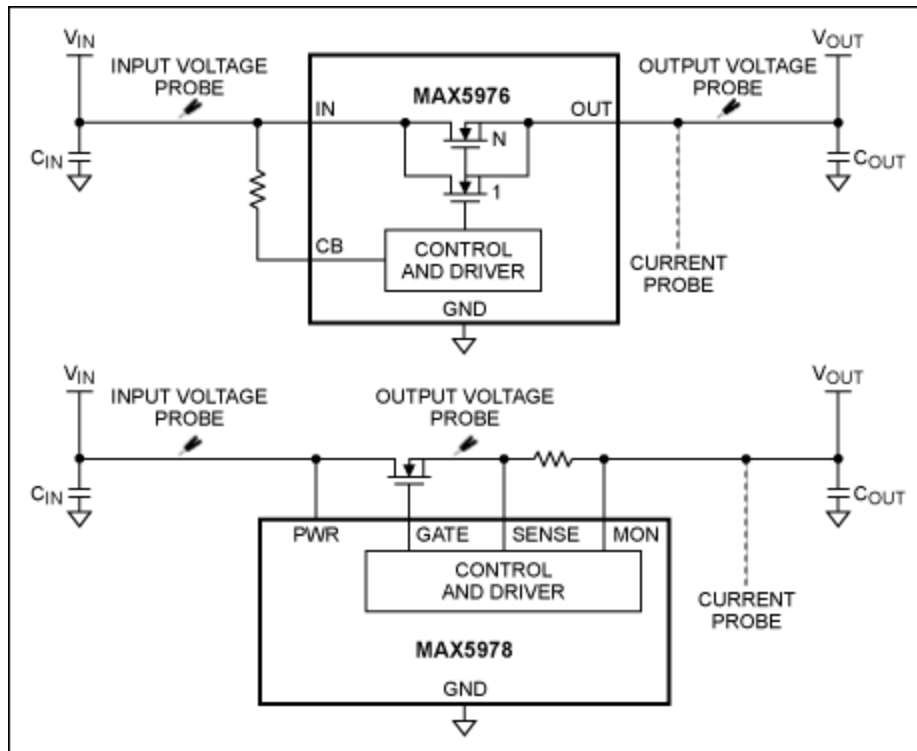 VIN
VOUT
INPUT VOLTAGE
PROBE
OUTPUT VOLTAGE
PROBE
MAX5976
IN
OUT
N
CIN
COUT
1
CB
CONTROL
AND DRIVER
CURRENT
PROBE
GND
VIN
VOUT
INPUT VOLTAGE
PROBE
OUTPUT VOLTAGE
PROBE
CIN
COUT
PWR
GATE
SENSE
MON
CONTROL
AND DRIVER
CURRENT
PROBE
MAX5978
GND